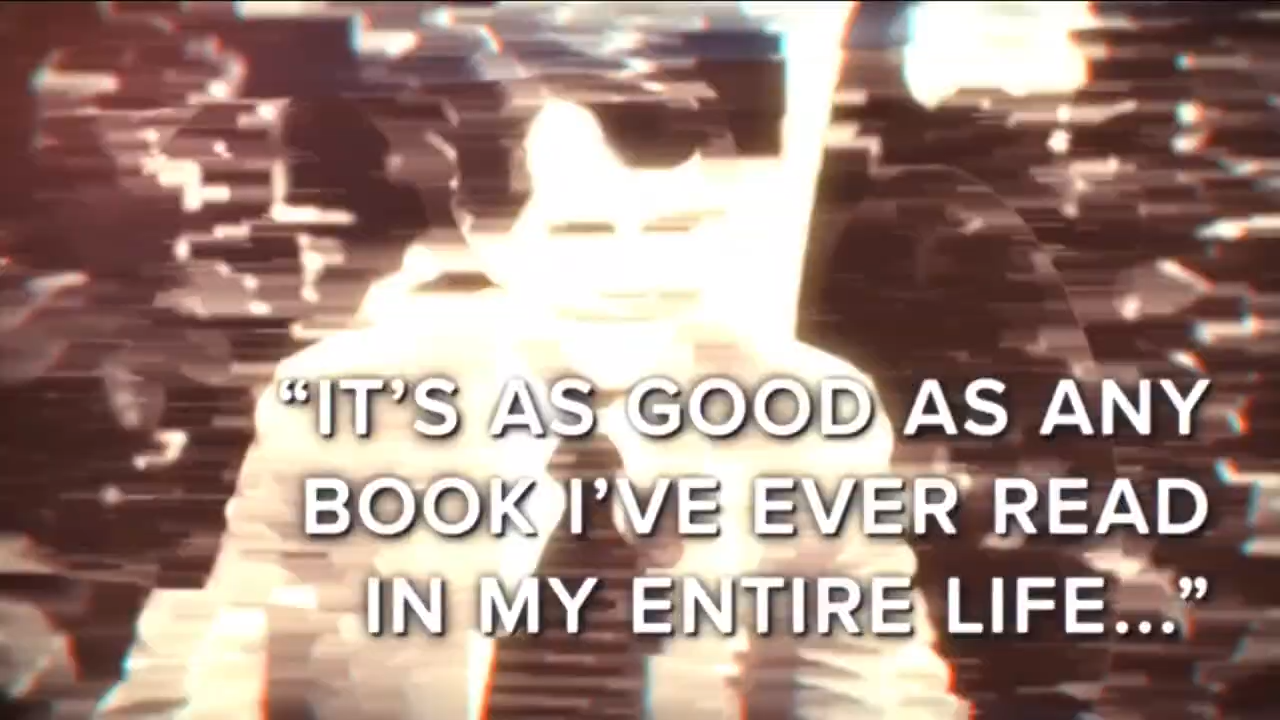 “IT’S AS GOOD AS ANY
BOOK I’VE EVER READ
IN MY ENTIRE LIFE...”